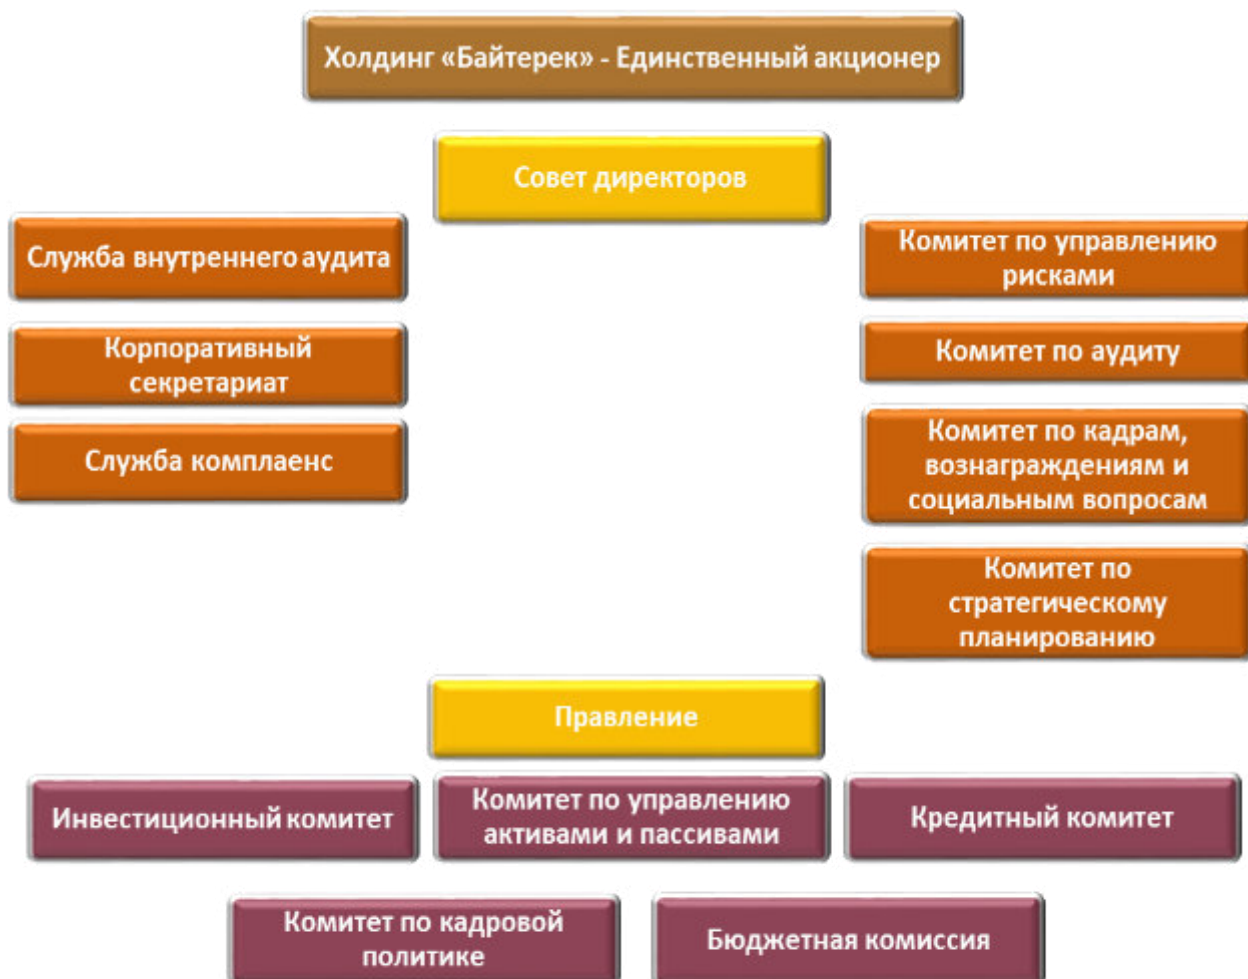 Холдинг «Байтерек» - Единственный акционер
Совет директоров
Служба внутреннего аудита
Корпоративный
секретариат
Служба комплаенс
Комитет по управлению
рисками
Комитет по аудиту
Комитет по кадрам,
вознаграждениям и
социальным вопросам
Комитет по
стратегическому
планированию
Правление
Инвестиционный комитет
Комитет по управлению
активами и пассивами
Кредитный комитет
Комитет по кадровой
политике
Бюджетная комиссия